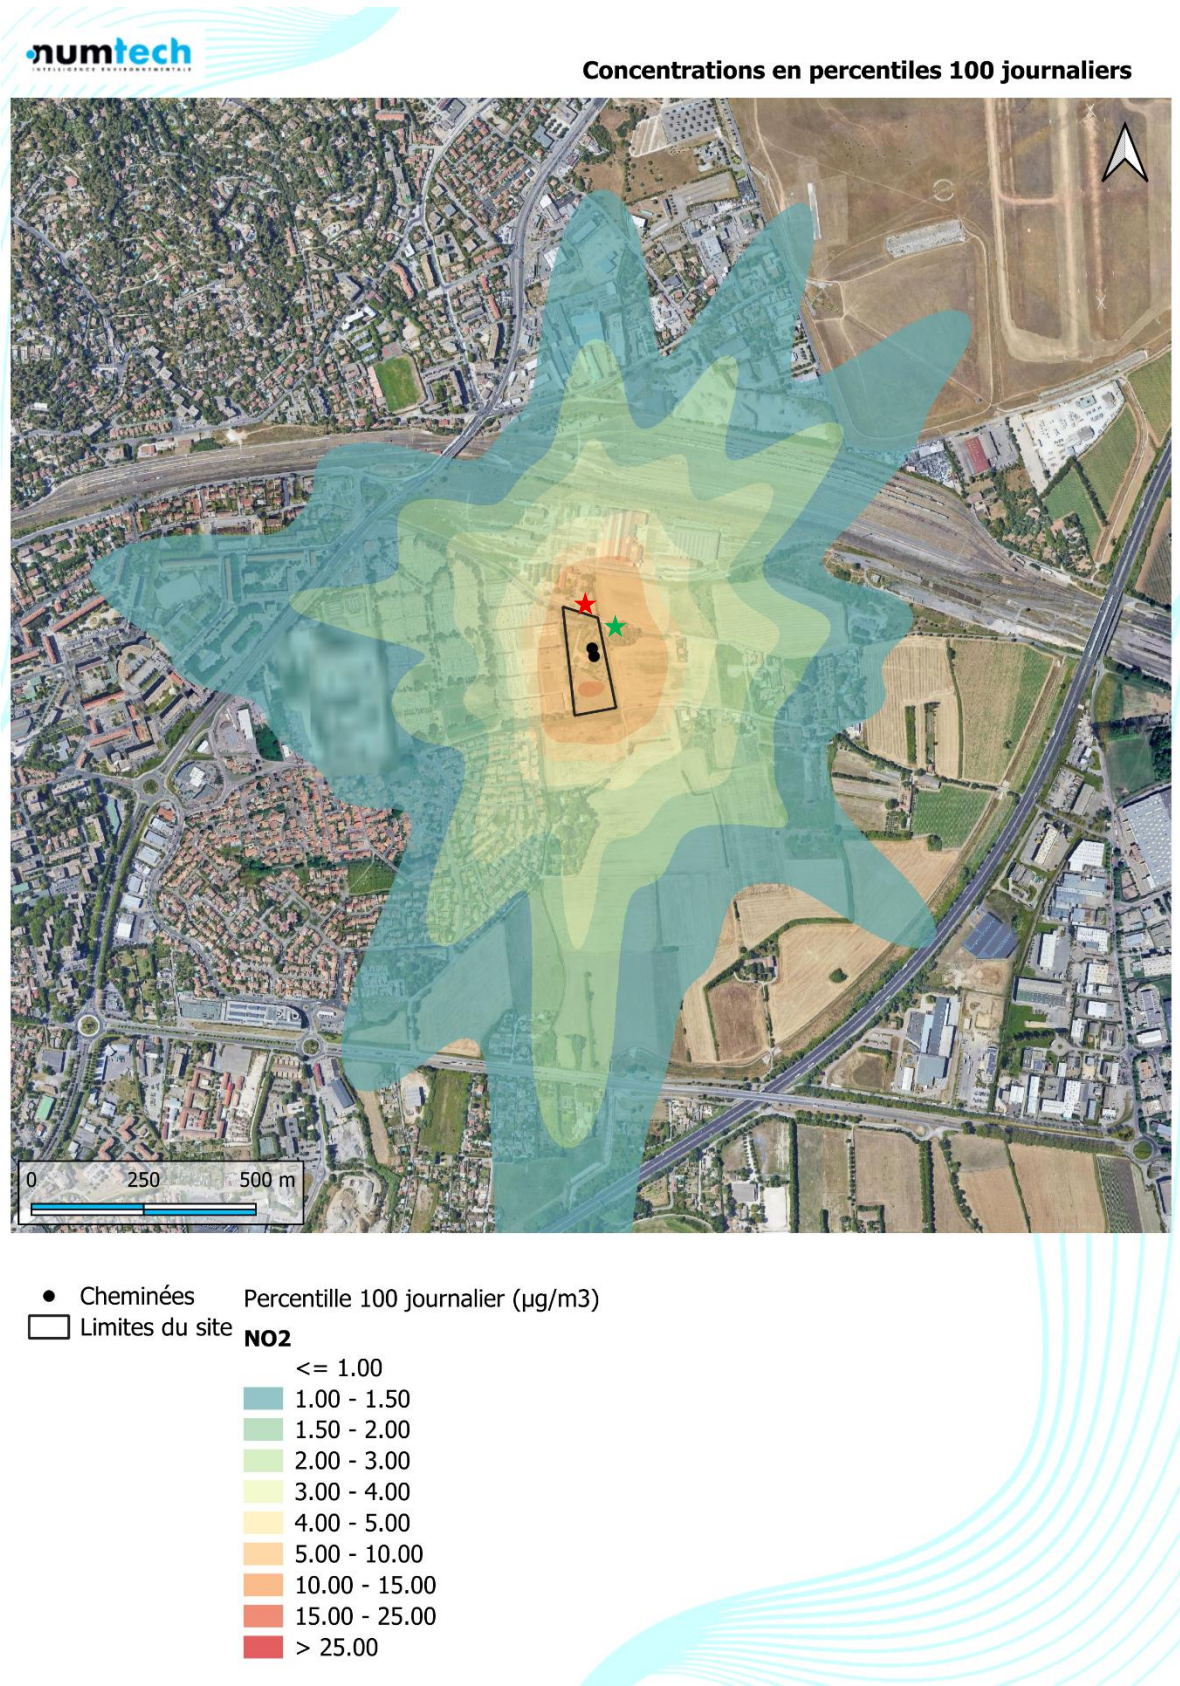 numtech
INTELLIGENCE ENVIRONNEMENTALE
Concentrations en percentiles 100 journaliers
0 250 500 m
Cheminées
Limites du site
Percentille 100 journalier (µg/m3)
NO2
<= 1.00
1.00 - 1.50
1.50 - 2.00
2.00 - 3.00
3.00 - 4.00
4.00 - 5.00
5.00 - 10.00
10.00 - 15.00
15.00 - 25.00
> 25.00